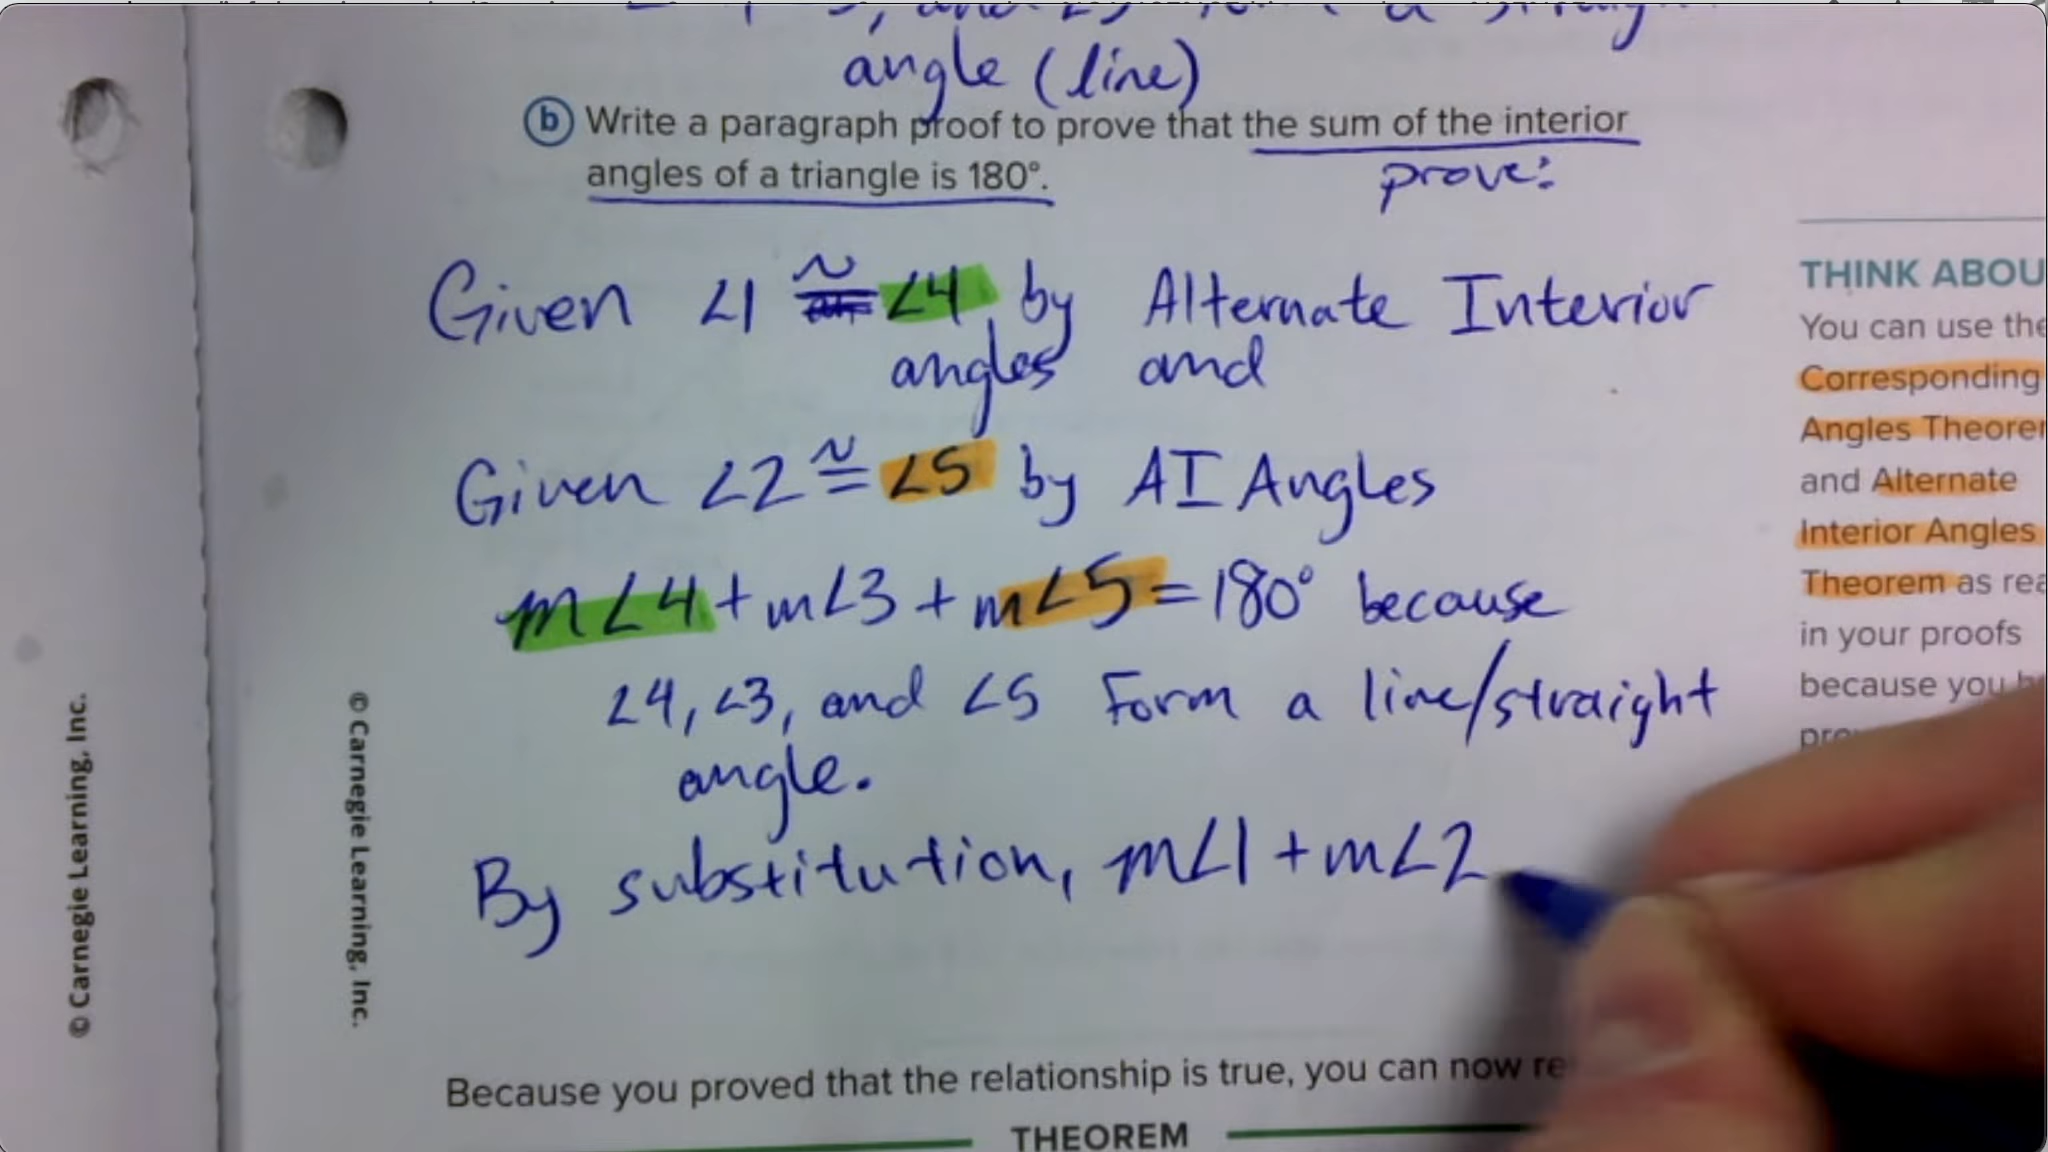 angle (line)
b Write a paragraph proof to prove that the sum of the interior
angles of a triangle is 180°.
prove:
Given ∠1 ≅ ∠4, by Alternate Interior
angles and
Given ∠2 ≅ ∠5 by AI Angles
m∠4 + m∠3 + m∠5 = 180° because
∠4, ∠3, and ∠5 Form a line/straight
angle.
By substitution, m∠1 + m∠2
Because you proved that the relationship is true, you can now
THEOREM
THINK ABOU
You can use the
Corresponding
Angles Theorem
and Alternate
Interior Angles
Theorem as rea
in your proofs
because you
© Carnegie Learning, Inc.
© Carnegie Learning, Inc.